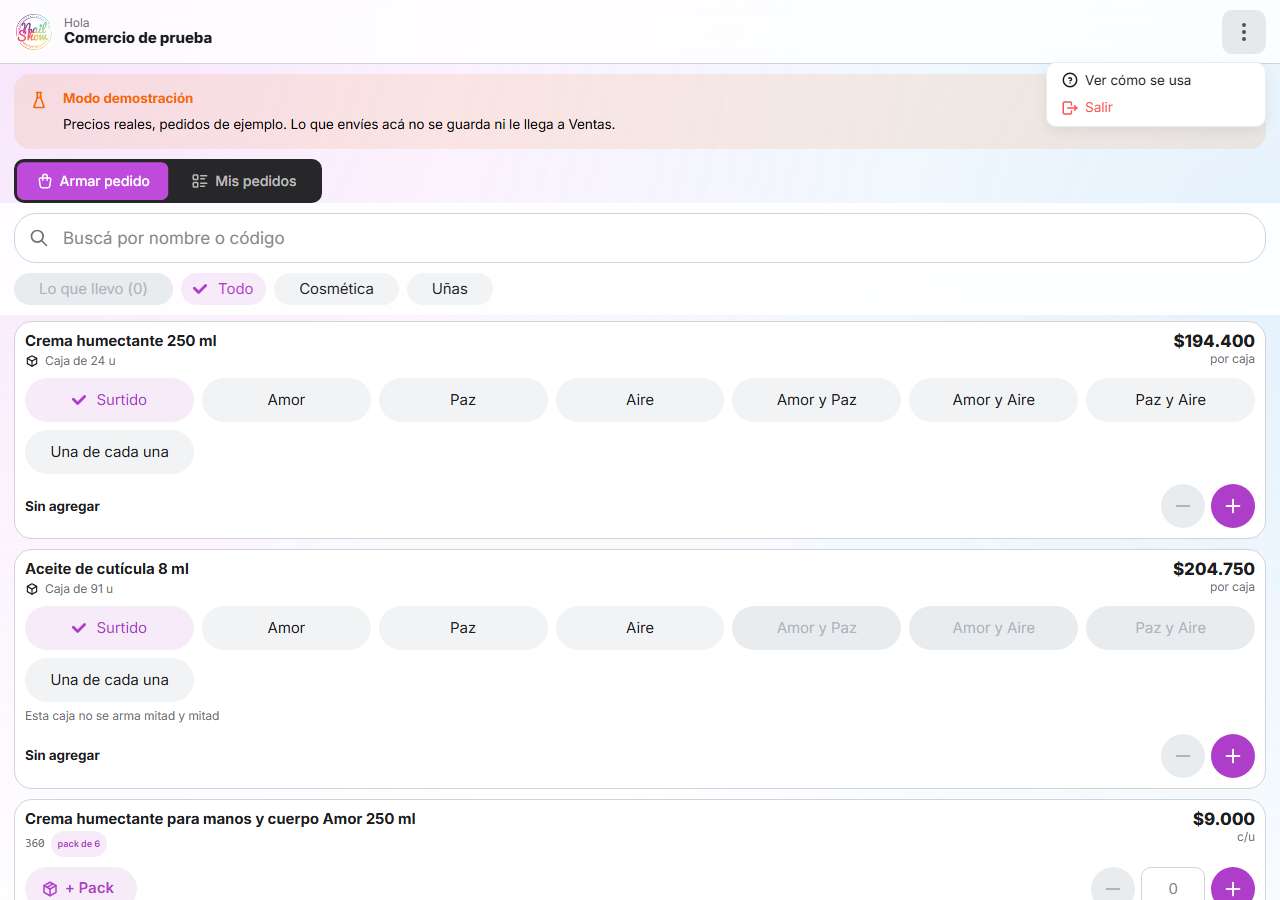 Nail
Show
Hola
Comercio de prueba
Ver cómo se usa
Salir
Modo demostración
Precios reales, pedidos de ejemplo. Lo que envíes acá no se guarda ni le llega a Ventas.
Armar pedido
Mis pedidos
Buscá por nombre o código
Lo que llevo (0)
Todo
Cosmética
Uñas
Crema humectante 250 ml
$194.400
Caja de 24 u
por caja
Surtido
Amor
Paz
Aire
Amor y Paz
Amor y Aire
Paz y Aire
Una de cada una
Sin agregar
Aceite de cutícula 8 ml
$204.750
Caja de 91 u
por caja
Surtido
Amor
Paz
Aire
Amor y Paz
Amor y Aire
Paz y Aire
Una de cada una
Esta caja no se arma mitad y mitad
Sin agregar
Crema humectante para manos y cuerpo Amor 250 ml
$9.000
360
pack de 6
c/u
+ Pack
0